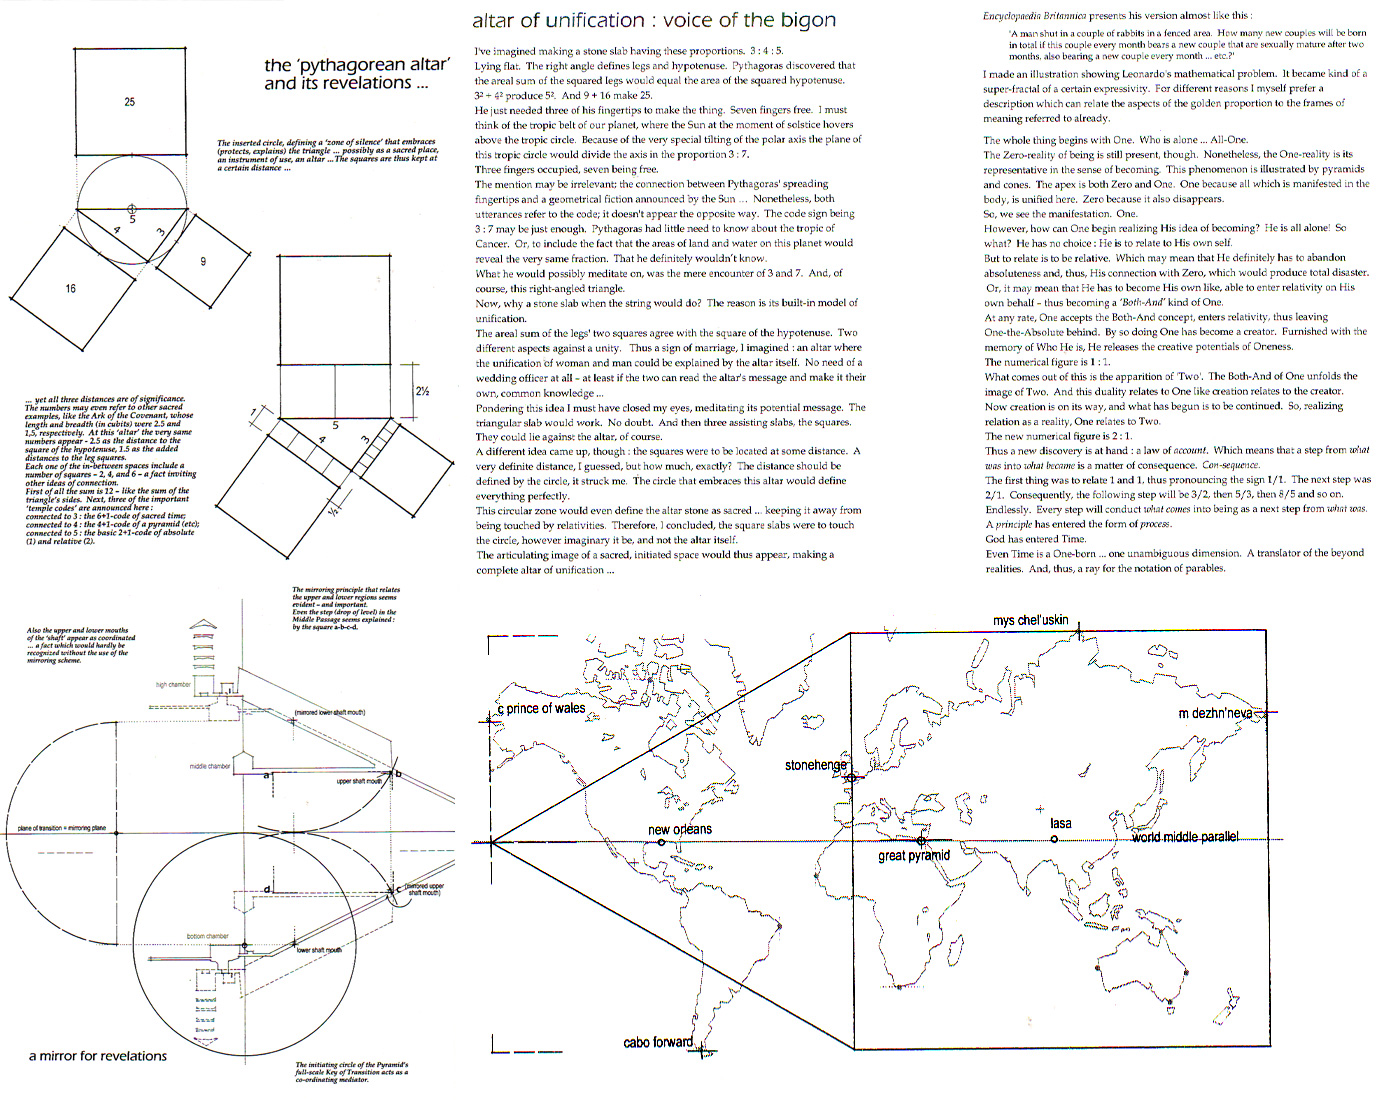 the 'pythagorean altar'
and its revelations ...
25
The inserted circle, defining a 'zone of silence' that embraces
(protects, explains) the triangle ... possibly as a sacred place,
an instrument of use, an altar ...The squares are thus kept at
a certain distance ...
5
4
3
9
16
2½
1
5
4
3
½
... yet all three distances are of significance.
The numbers may even refer to other sacred
examples, like the Ark of the Covenant, whose
length and breadth (in cubits) were 2.5 and
1,5, respectively. At this 'altar' the very same
numbers appear - 2.5 as the distance to the
square of the hypotenuse, 1.5 as the added
distances to the leg squares.
Each one of the in-between spaces include a
number of squares – 2, 4, and 6 – a fact inviting
other ideas of connection.
First of all the sum is 12 – like the sum of the
triangle's sides. Next, three of the important
'temple codes' are announced here :
connected to 3 : the 6+1-code of sacred time;
connected to 4 : the 4+1-code of a pyramid (etc);
connected to 5 : the basic 2+1-code of absolute
(1) and relative (2).
The mirroring principle that relates
the upper and lower regions seems
evident – and important.
Even the step (drop of level) in the
Middle Passage seems explained :
by the square a-b-c-d.
Also the upper and lower mouths
of the 'shaft' appear as coordinated
... a fact which would hardly be
recognized without the use of the
mirroring scheme.
high chamber
(mirrored lower shaft mouth)
middle chamber
a
b
upper shaft mouth
plane of transition = mirroring plane
d
c
(mirrored upper
shaft mouth)
bottom chamber
lower shaft mouth
a mirror for revelations
The initiating circle of the Pyramid's
full-scale Key of Transition acts as a
co-ordinating mediator.
altar of unification : voice of the bigon
I've imagined making a stone slab having these proportions. 3 : 4 : 5.
Lying flat. The right angle defines legs and hypotenuse. Pythagoras discovered that
the areal sum of the squared legs would equal the area of the squared hypotenuse.
3² + 4² produce 5². And 9 + 16 make 25.
He just needed three of his fingertips to make the thing. Seven fingers free. I must
think of the tropic belt of our planet, where the Sun at the moment of solstice hovers
above the tropic circle. Because of the very special tilting of the polar axis the plane of
this tropic circle would divide the axis in the proportion 3 : 7.
Three fingers occupied, seven being free.
The mention may be irrelevant; the connection between Pythagoras' spreading
fingertips and a geometrical fiction announced by the Sun ... Nonetheless, both
utterances refer to the code; it doesn't appear the opposite way. The code sign being
3 : 7 may be just enough. Pythagoras had little need to know about the tropic of
Cancer. Or, to include the fact that the areas of land and water on this planet would
reveal the very same fraction. That he definitely wouldn't know.
What he would possibly meditate on, was the mere encounter of 3 and 7. And, of
course, this right-angled triangle.
Now, why a stone slab when the string would do? The reason is its built-in model of
unification.
The areal sum of the legs' two squares agree with the square of the hypotenuse. Two
different aspects against a unity. Thus a sign of marriage, I imagined : an altar where
the unification of woman and man could be explained by the altar itself. No need of a
wedding officer at all – at least if the two can read the altar's message and make it their
own, common knowledge ...
Pondering this idea I must have closed my eyes, meditating its potential message. The
triangular slab would work. No doubt. And then three assisting slabs, the squares.
They could lie against the altar, of course.
A different idea came up, though : the squares were to be located at some distance. A
very definite distance, I guessed, but how much, exactly? The distance should be
defined by the circle, it struck me. The circle that embraces this altar would define
everything perfectly.
This circular zone would even define the altar stone as sacred ... keeping it away from
being touched by relativities. Therefore, I concluded, the square slabs were to touch
the circle, however imaginary it be, and not the altar itself.
The articulating image of a sacred, initiated space would thus appear, making a
complete altar of unification ...
Encyclopaedia Britannica presents his version almost like this :
'A man shut in a couple of rabbits in a fenced area. How many new couples will be born
in total if this couple every month bears a new couple that are sexually mature after two
months, also bearing a new couple every month ... etc.?'
I made an illustration showing Leonardo's mathematical problem. It became kind of a
super-fractal of a certain expressivity. For different reasons I myself prefer a
description which can relate the aspects of the golden proportion to the frames of
meaning referred to already.
The whole thing begins with One. Who is alone ... All-One.
The Zero-reality of being is still present, though. Nonetheless, the One-reality is its
representative in the sense of becoming. This phenomenon is illustrated by pyramids
and cones. The apex is both Zero and One. One because all which is manifested in the
body, is unified here. Zero because it also disappears.
So, we see the manifestation. One.
However, how can One begin realizing His idea of becoming? He is all alone! So
what? He has no choice : He is to relate to His own self.
But to relate is to be relative. Which may mean that He definitely has to abandon
absoluteness and, thus, His connection with Zero, which would produce total disaster.
Or, it may mean that He has to become His own like, able to enter relativity on His
own behalf – thus becoming a 'Both-And' kind of One.
At any rate, One accepts the Both-And concept, enters relativity, thus leaving
One-the-Absolute behind. By so doing One has become a creator. Furnished with the
memory of Who He is, He releases the creative potentials of Oneness.
The numerical figure is 1 : 1.
What comes out of this is the apparition of 'Two'. The Both-And of One unfolds the
image of Two. And this duality relates to One like creation relates to the creator.
Now creation is on its way, and what has begun is to be continued. So, realizing
relation as a reality, One relates to Two.
The new numerical figure is 2 : 1.
Thus a new discovery is at hand : a law of account. Which means that a step from what
was into what became is a matter of consequence. Con-sequence.
The first thing was to relate 1 and 1, thus pronouncing the sign 1/1. The next step was
2/1. Consequently, the following step will be 3/2, then 5/3, then 8/5 and so on.
Endlessly. Every step will conduct what comes into being as a next step from what was.
A principle has entered the form of process.
God has entered Time.
Even Time is a One-born ... one unambiguous dimension. A translator of the beyond
realities. And, thus, a ray for the notation of parables.
mys chel'uskin
c prince of wales
m dezhn'neva
stonehenge
new orleans
lasa
world middle parallel
great pyramid
cabo forward